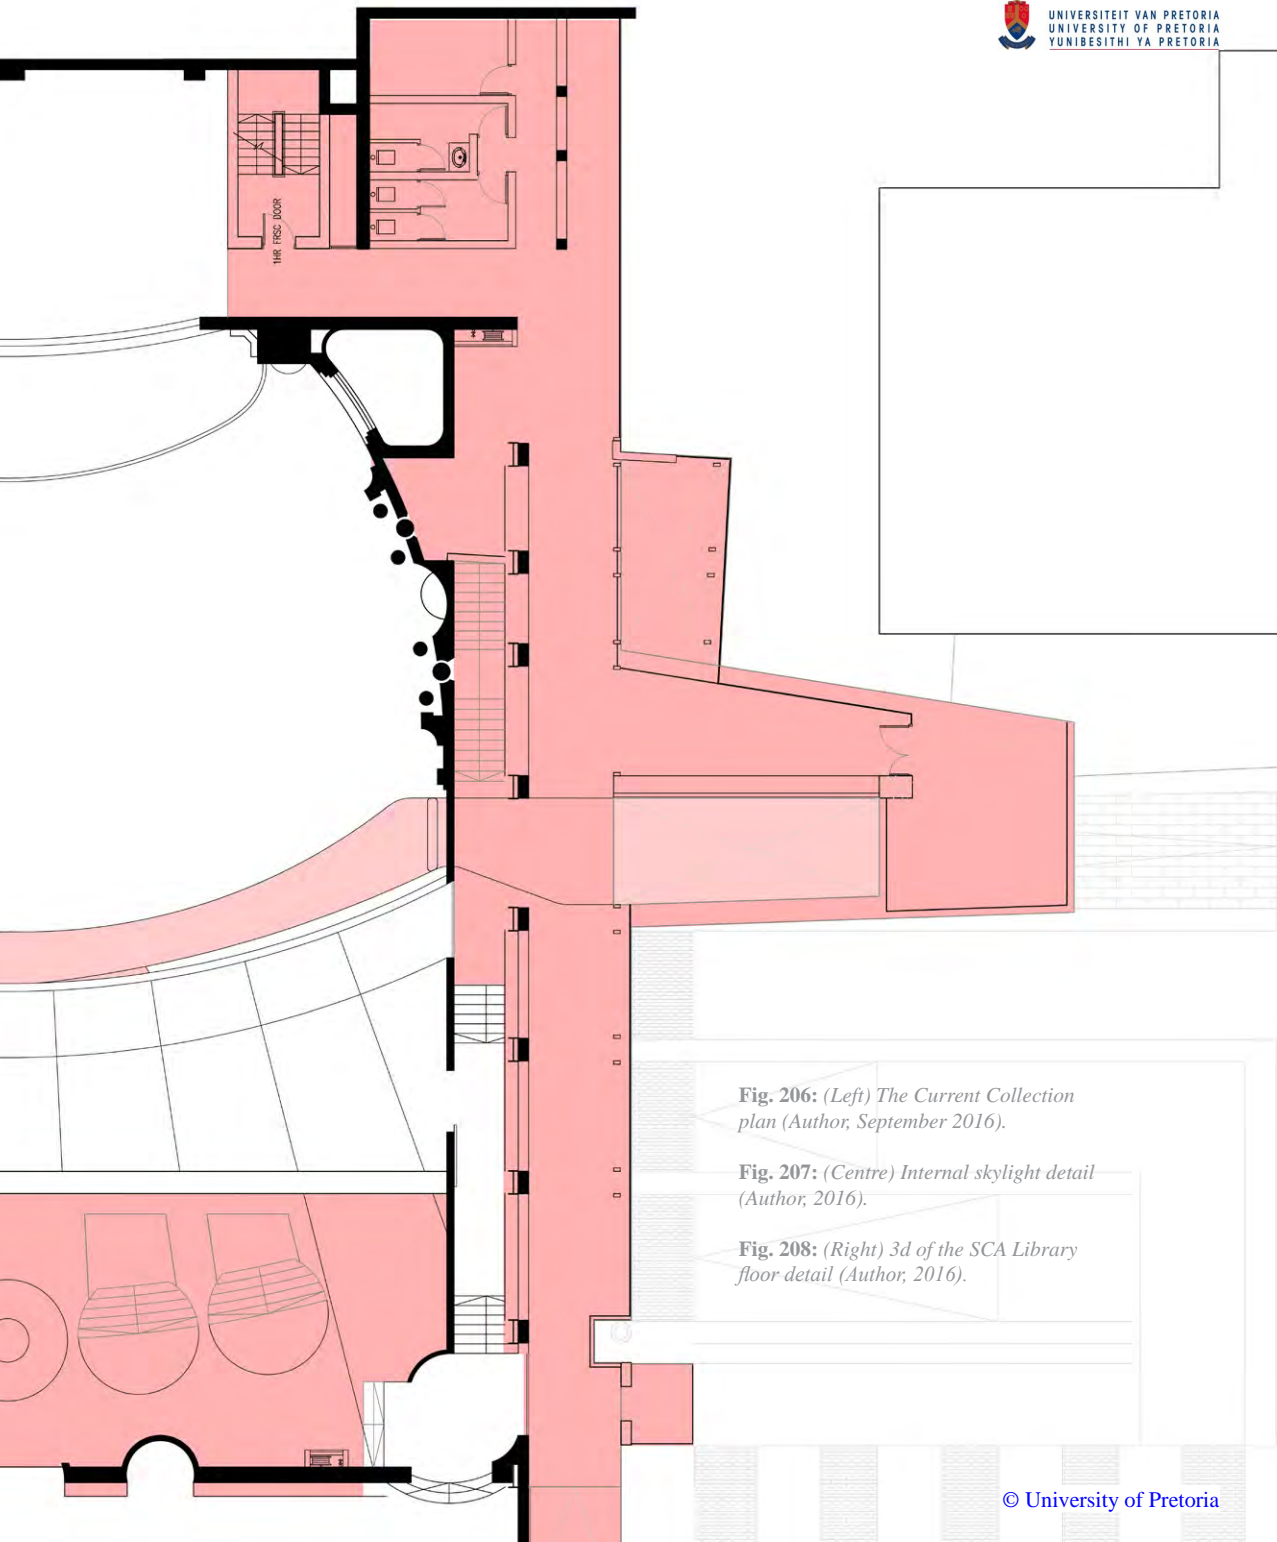 UNIVERSITEIT VAN PRETORIA
UNIVERSITY OF PRETORIA
YUNIBESITHI YA PRETORIA
1HR FRSC DOOR
Fig. 206: (Left) The Current Collection
plan (Author, September 2016).
Fig. 207: (Centre) Internal skylight detail
(Author, 2016).
Fig. 208: (Right) 3d of the SCA Library
floor detail (Author, 2016).
© University of Pretoria